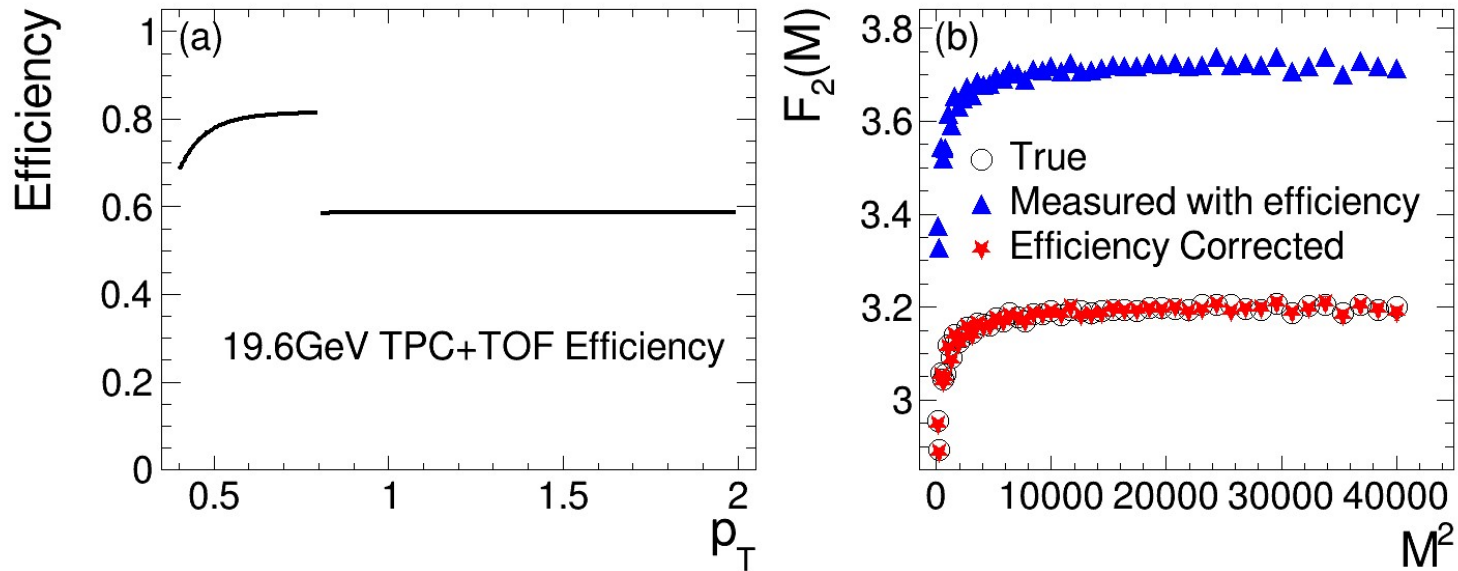 Efficiency
(a)
1
0.8
0.6
0.4
0.2
0
19.6GeV TPC+TOF Efficiency
0.5 1 1.5 2
p_T
F_2(M)
(b)
3.8
3.6
3.4
3.2
3
True
Measured with efficiency
Efficiency Corrected
0 10000 20000 30000 40000
M^2